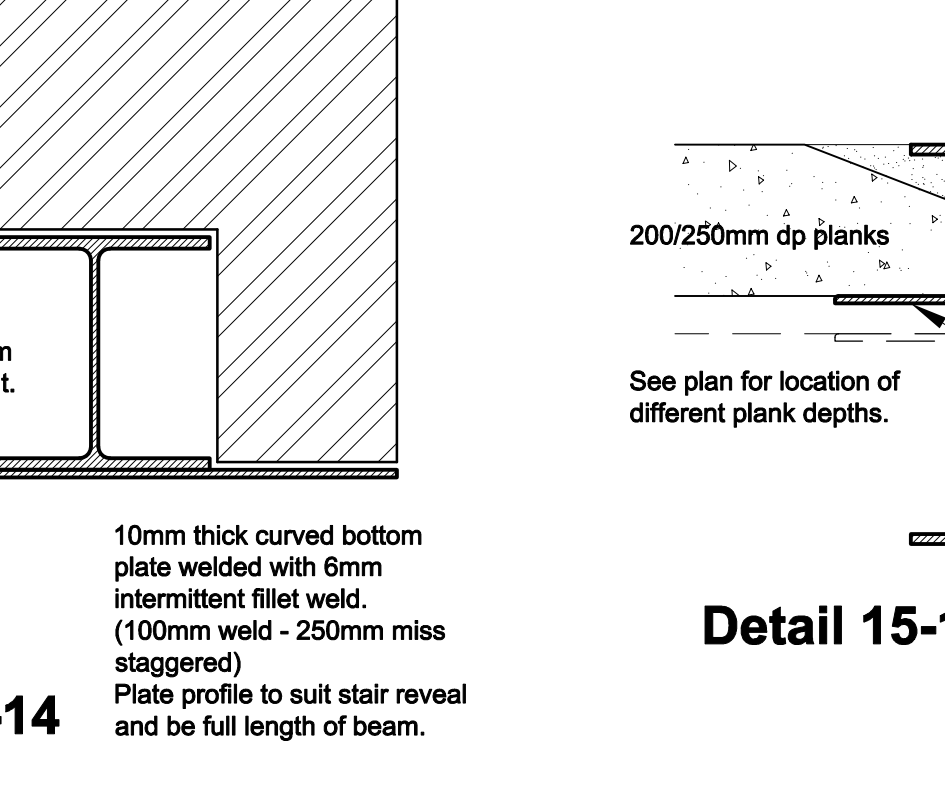 t.
10mm thick curved bottom
plate welded with 6mm
intermittent fillet weld.
(100mm weld - 250mm miss
staggered)
Plate profile to suit stair reveal
and be full length of beam.
-14
200/250mm dp planks
See plan for location of
different plank depths.
Detail 15-